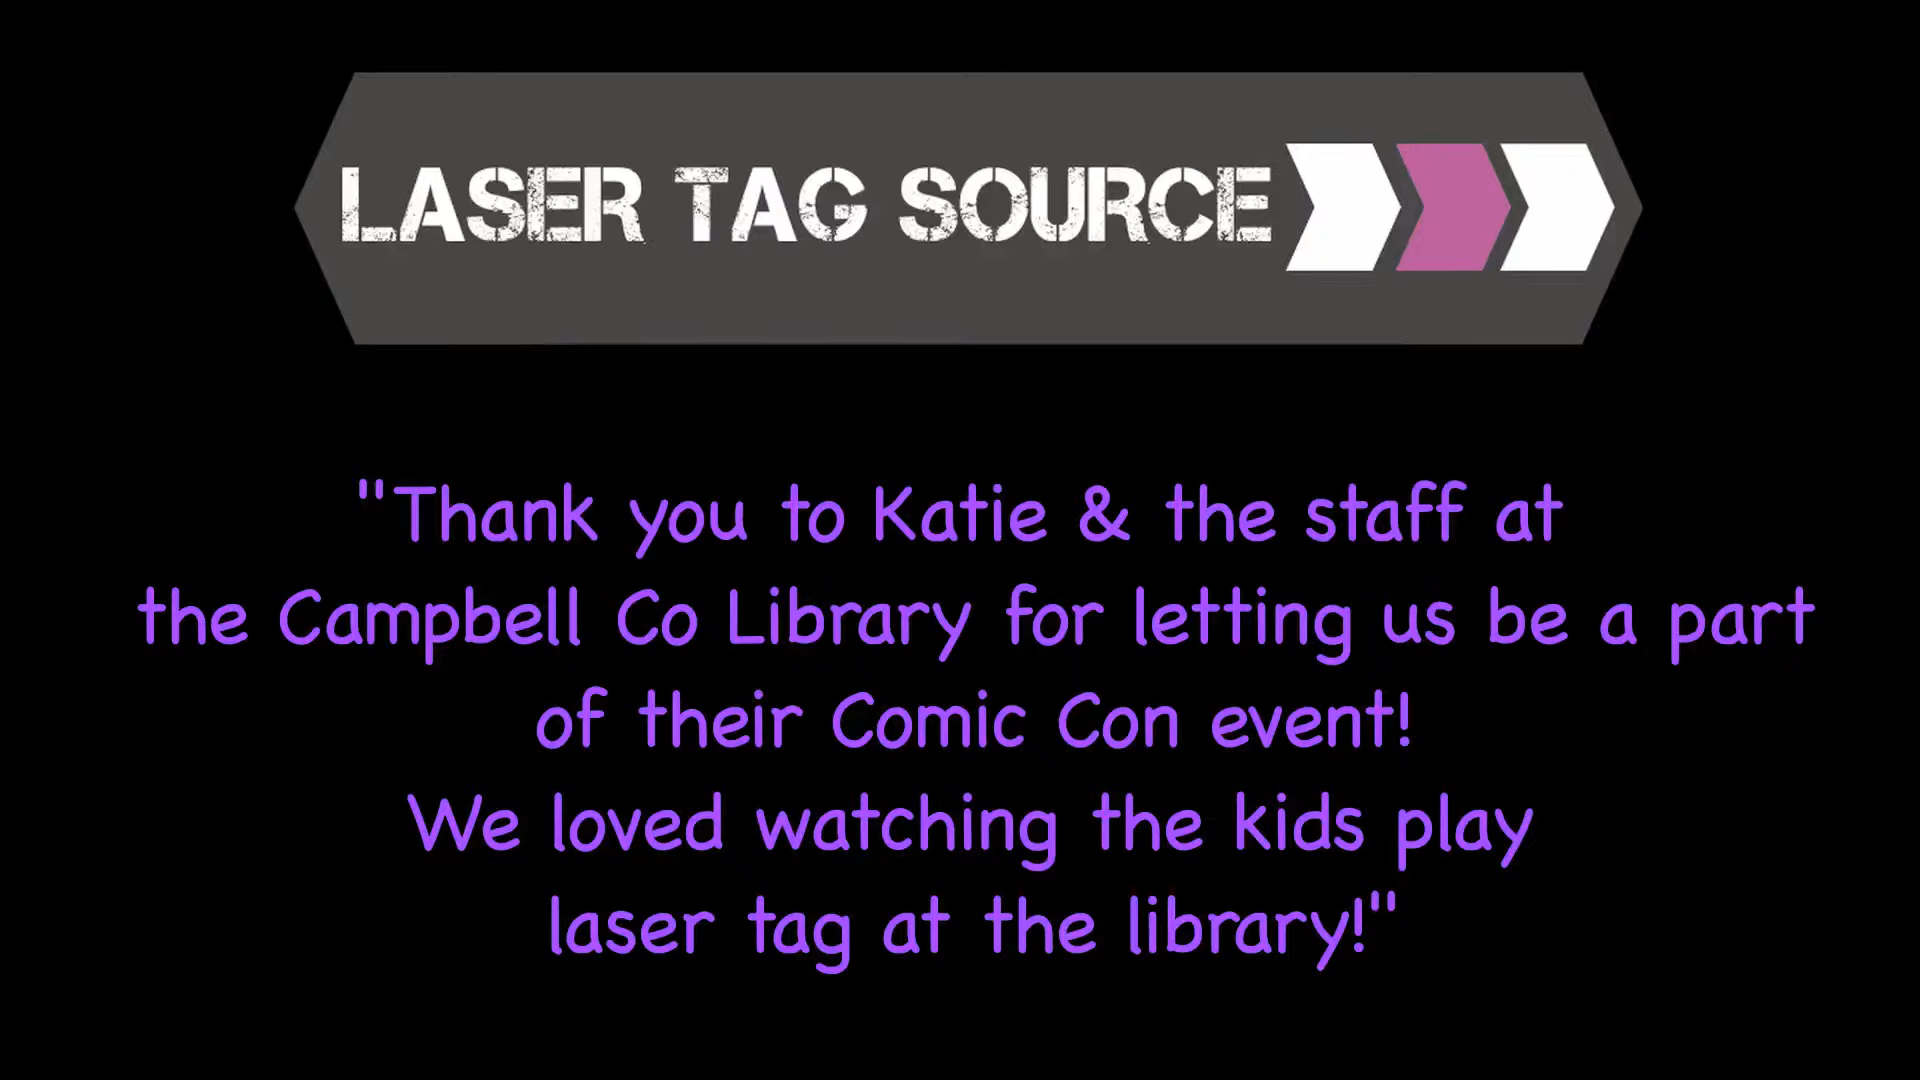 LASER TAG SOURCE
"Thank you to Katie & the staff at
the Campbell Co Library for letting us be a part
of their Comic Con event!
We loved watching the kids play
laser tag at the library!"